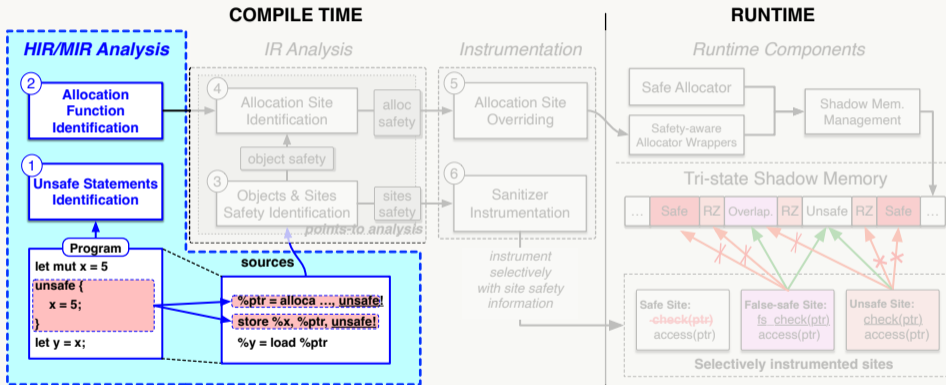 COMPILE TIME
RUNTIME
HIR/MIR Analysis
IR Analysis
Instrumentation
Runtime Components
2
Allocation
Function
Identification
4
Allocation Site
Identification
alloc
safety
5
Allocation Site
Overriding
Safe Allocator
Safety-aware
Allocator Wrappers
Shadow Mem.
Management
object safety
1
Unsafe Statements
Identification
3
Objects & Sites
Safety Identification
sites
safety
points-to analysis
6
Sanitizer
Instrumentation
Tri-state Shadow Memory
... Safe RZ Overlap. RZ Unsafe RZ Safe ...
Program
let mut x = 5
unsafe {
x = 5;
}
let y = x;
sources
%ptr = alloca ..., unsafe!
store %x, %ptr, unsafe!
%y = load %ptr
instrument
selectively
with site safety
information
Safe Site:
check(ptr)
access(ptr)
False-safe Site:
fs_check(ptr)
access(ptr)
Unsafe Site:
check(ptr)
access(ptr)
Selectively instrumented sites